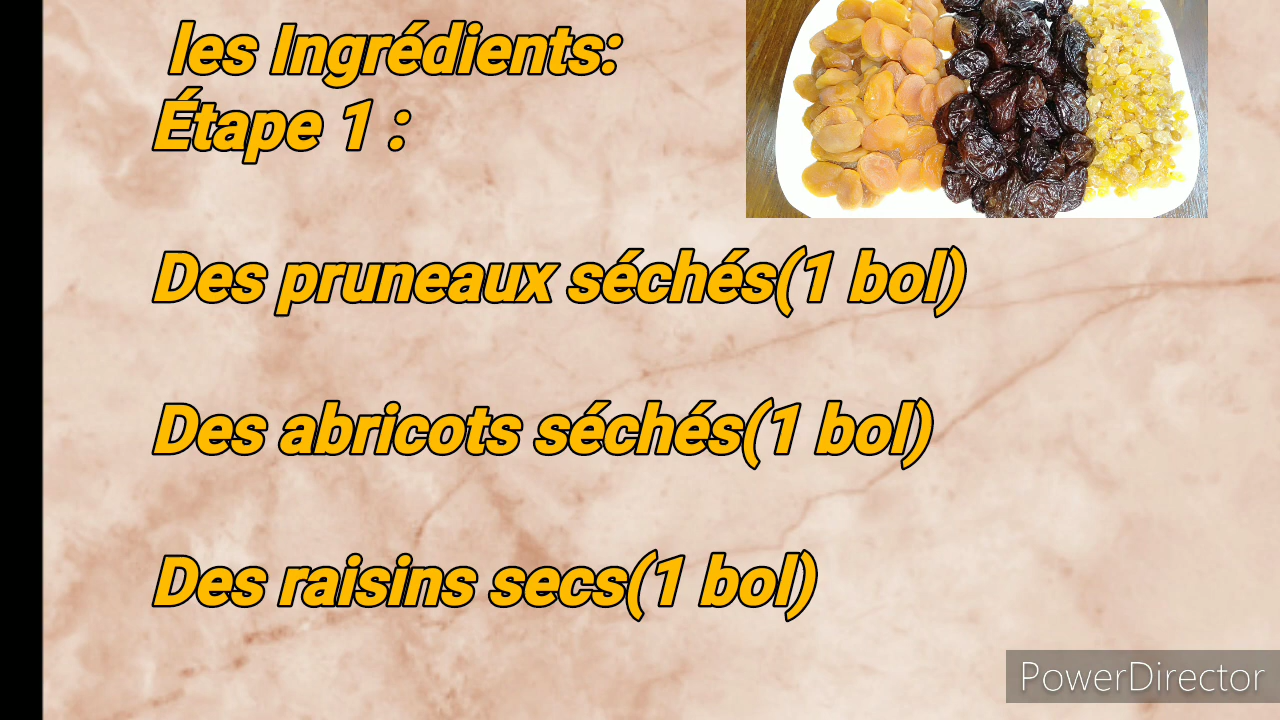 les Ingrédients:
Étape 1 :
Des pruneaux séchés(1 bol)
Des abricots séchés(1 bol)
Des raisins secs(1 bol)
PowerDirector